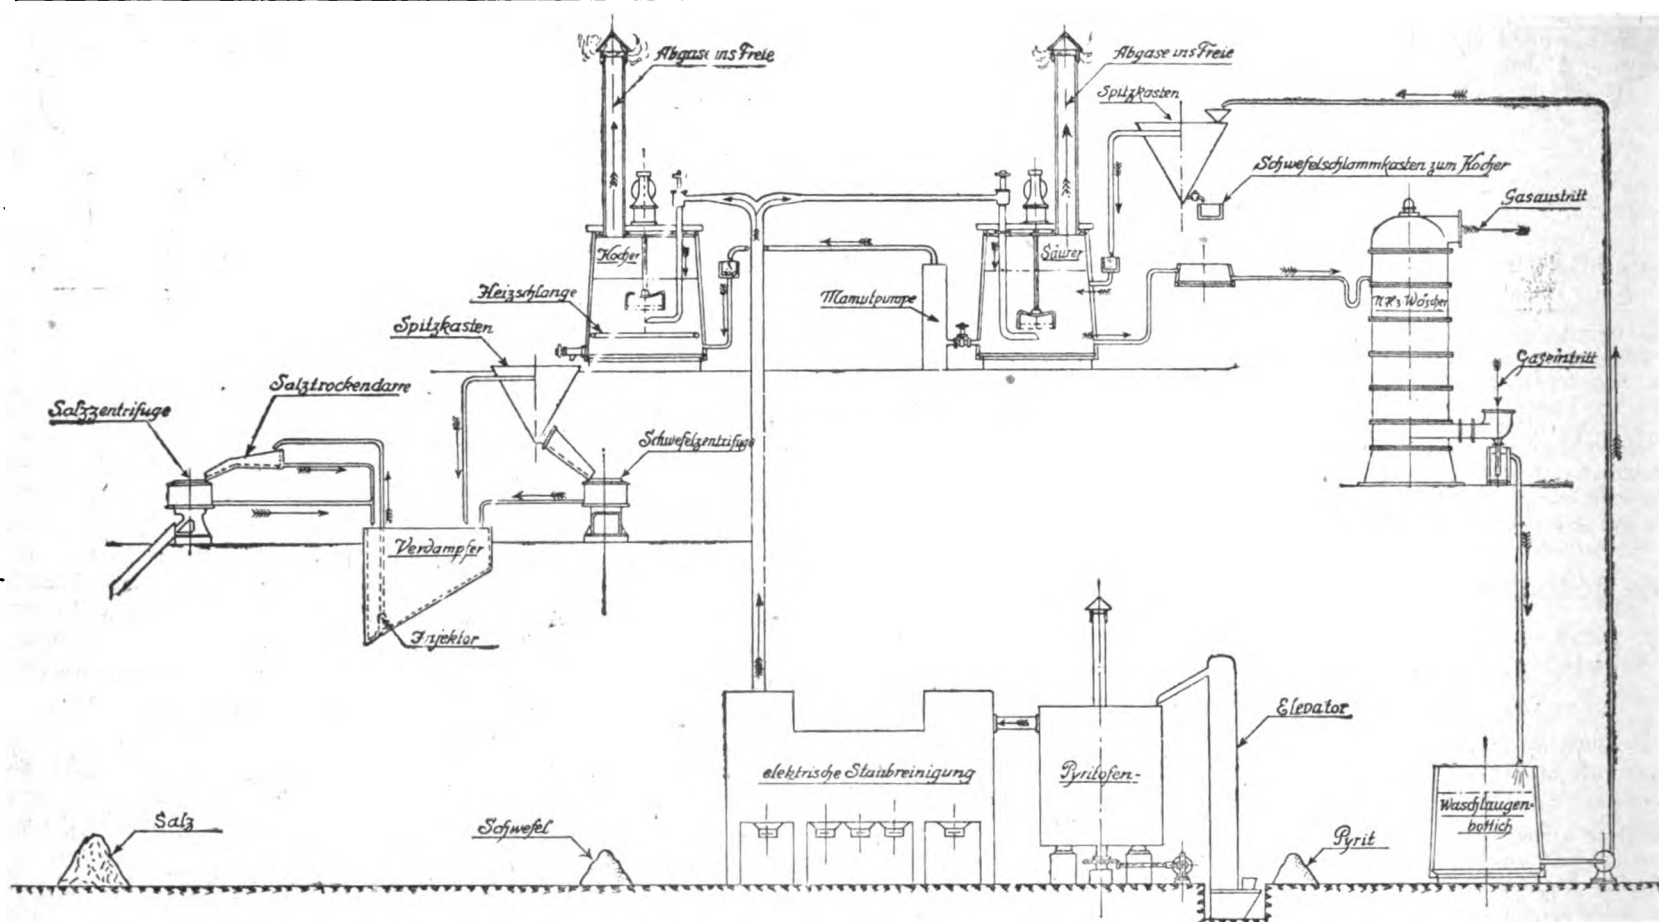 Abgase ins Freie
Abgase ins Freie
Spitzkasten
Schwefelschlammkasten zum Kocher
Gasaustritt
Kocher
Säurer
Heizschlange
Mamutpumpe
NH₃ Wäscher
Spitzkasten
Gaseintritt
Salztrockendarre
Salzzentrifuge
Schwefelzentrifuge
Verdampfer
Injektor
Elevator
elektrische Staubreinigung
Pyritofen-
Waschlaugen-
bottich
Salz
Schwefel
Pyrit